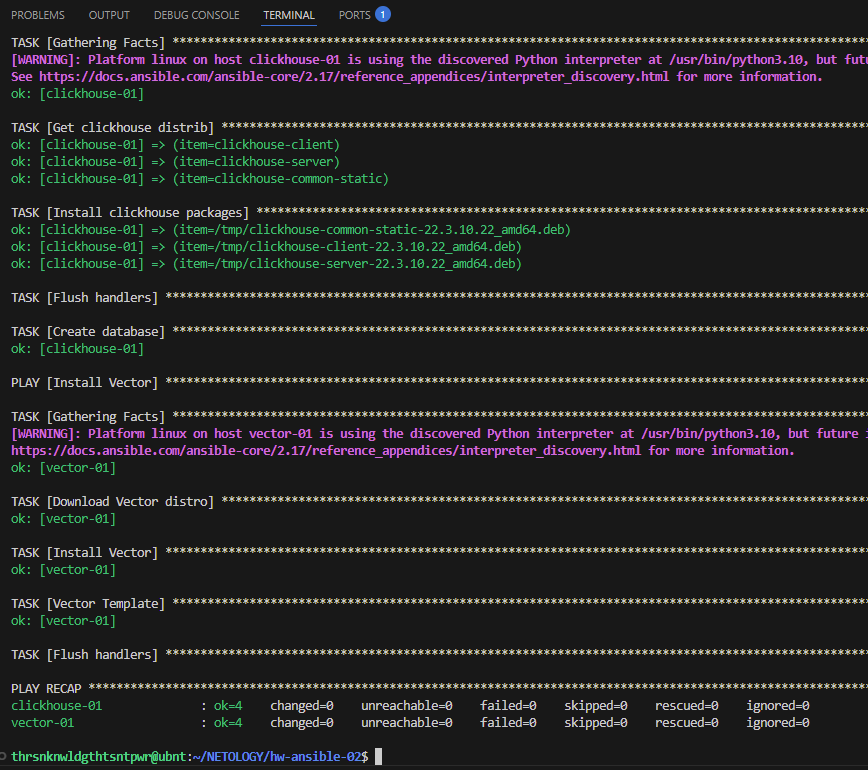 PROBLEMS OUTPUT DEBUG CONSOLE TERMINAL PORTS 1
TASK [Gathering Facts] ****************************************************************************************************
[WARNING]: Platform linux on host clickhouse-01 is using the discovered Python interpreter at /usr/bin/python3.10, but
See https://docs.ansible.com/ansible-core/2.17/reference_appendices/interpreter_discovery.html for more information.
ok: [clickhouse-01]
TASK [Get clickhouse distrib] *********************************************************************************************
ok: [clickhouse-01] => (item=clickhouse-client)
ok: [clickhouse-01] => (item=clickhouse-server)
ok: [clickhouse-01] => (item=clickhouse-common-static)
TASK [Install clickhouse packages] ****************************************************************************************
ok: [clickhouse-01] => (item=/tmp/clickhouse-common-static-22.3.10.22_amd64.deb)
ok: [clickhouse-01] => (item=/tmp/clickhouse-client-22.3.10.22_amd64.deb)
ok: [clickhouse-01] => (item=/tmp/clickhouse-server-22.3.10.22_amd64.deb)
TASK [Flush handlers] *****************************************************************************************************
TASK [Create database] ****************************************************************************************************
ok: [clickhouse-01]
PLAY [Install Vector] *****************************************************************************************************
TASK [Gathering Facts] ****************************************************************************************************
[WARNING]: Platform linux on host vector-01 is using the discovered Python interpreter at /usr/bin/python3.10, but future
https://docs.ansible.com/ansible-core/2.17/reference_appendices/interpreter_discovery.html for more information.
ok: [vector-01]
TASK [Download Vector distro] *********************************************************************************************
ok: [vector-01]
TASK [Install Vector] *****************************************************************************************************
ok: [vector-01]
TASK [Vector Template] ****************************************************************************************************
ok: [vector-01]
TASK [Flush handlers] *****************************************************************************************************
PLAY RECAP ****************************************************************************************************************
clickhouse-01 : ok=4 changed=0 unreachable=0 failed=0 skipped=0 rescued=0 ignored=0
vector-01 : ok=4 changed=0 unreachable=0 failed=0 skipped=0 rescued=0 ignored=0
thrsnknwldgthtsntpwr@ubnt:~/NETOLOGY/hw-ansible-02$